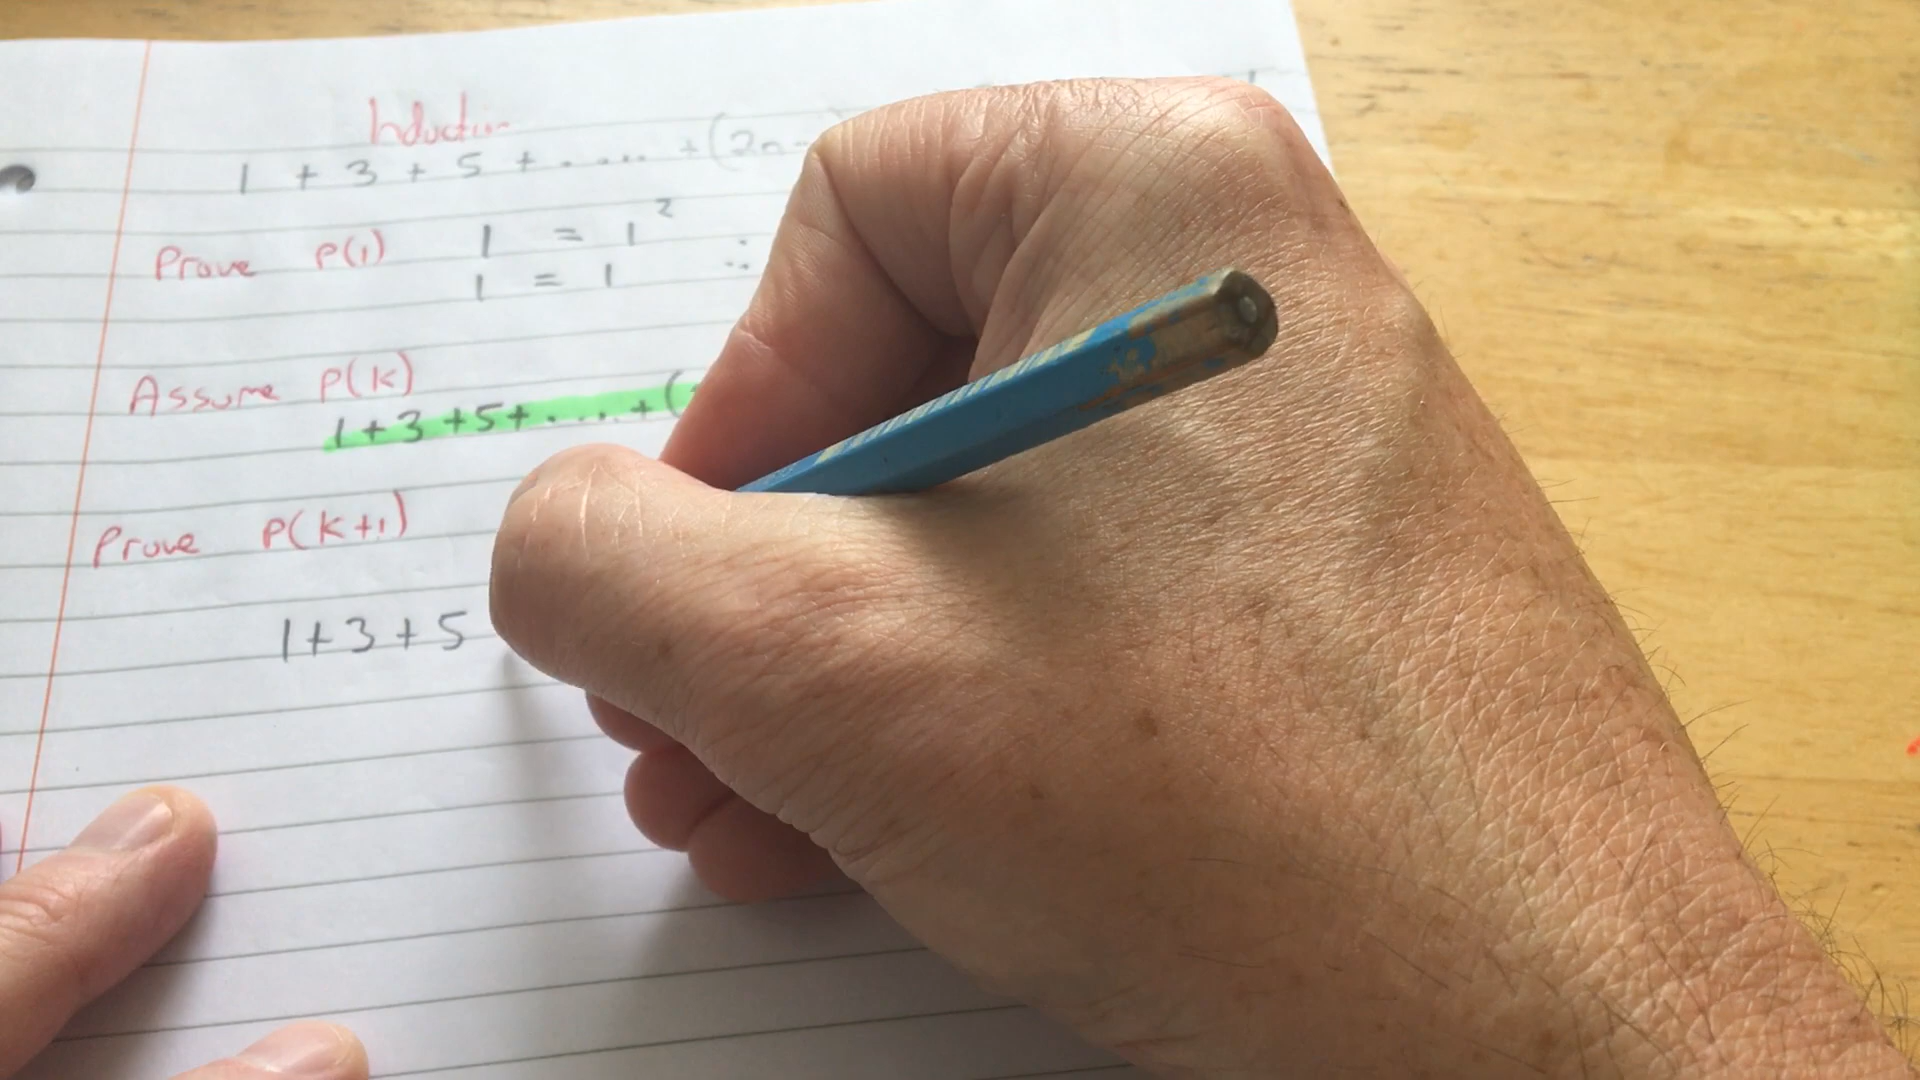 Induction
1 + 3 + 5 + ..... + (2n
Prove P(1) 1 = 1²
1 = 1 ∴
Assume P(k)
1+3+5+.....+(
Prove P(k+1)
1+3+5